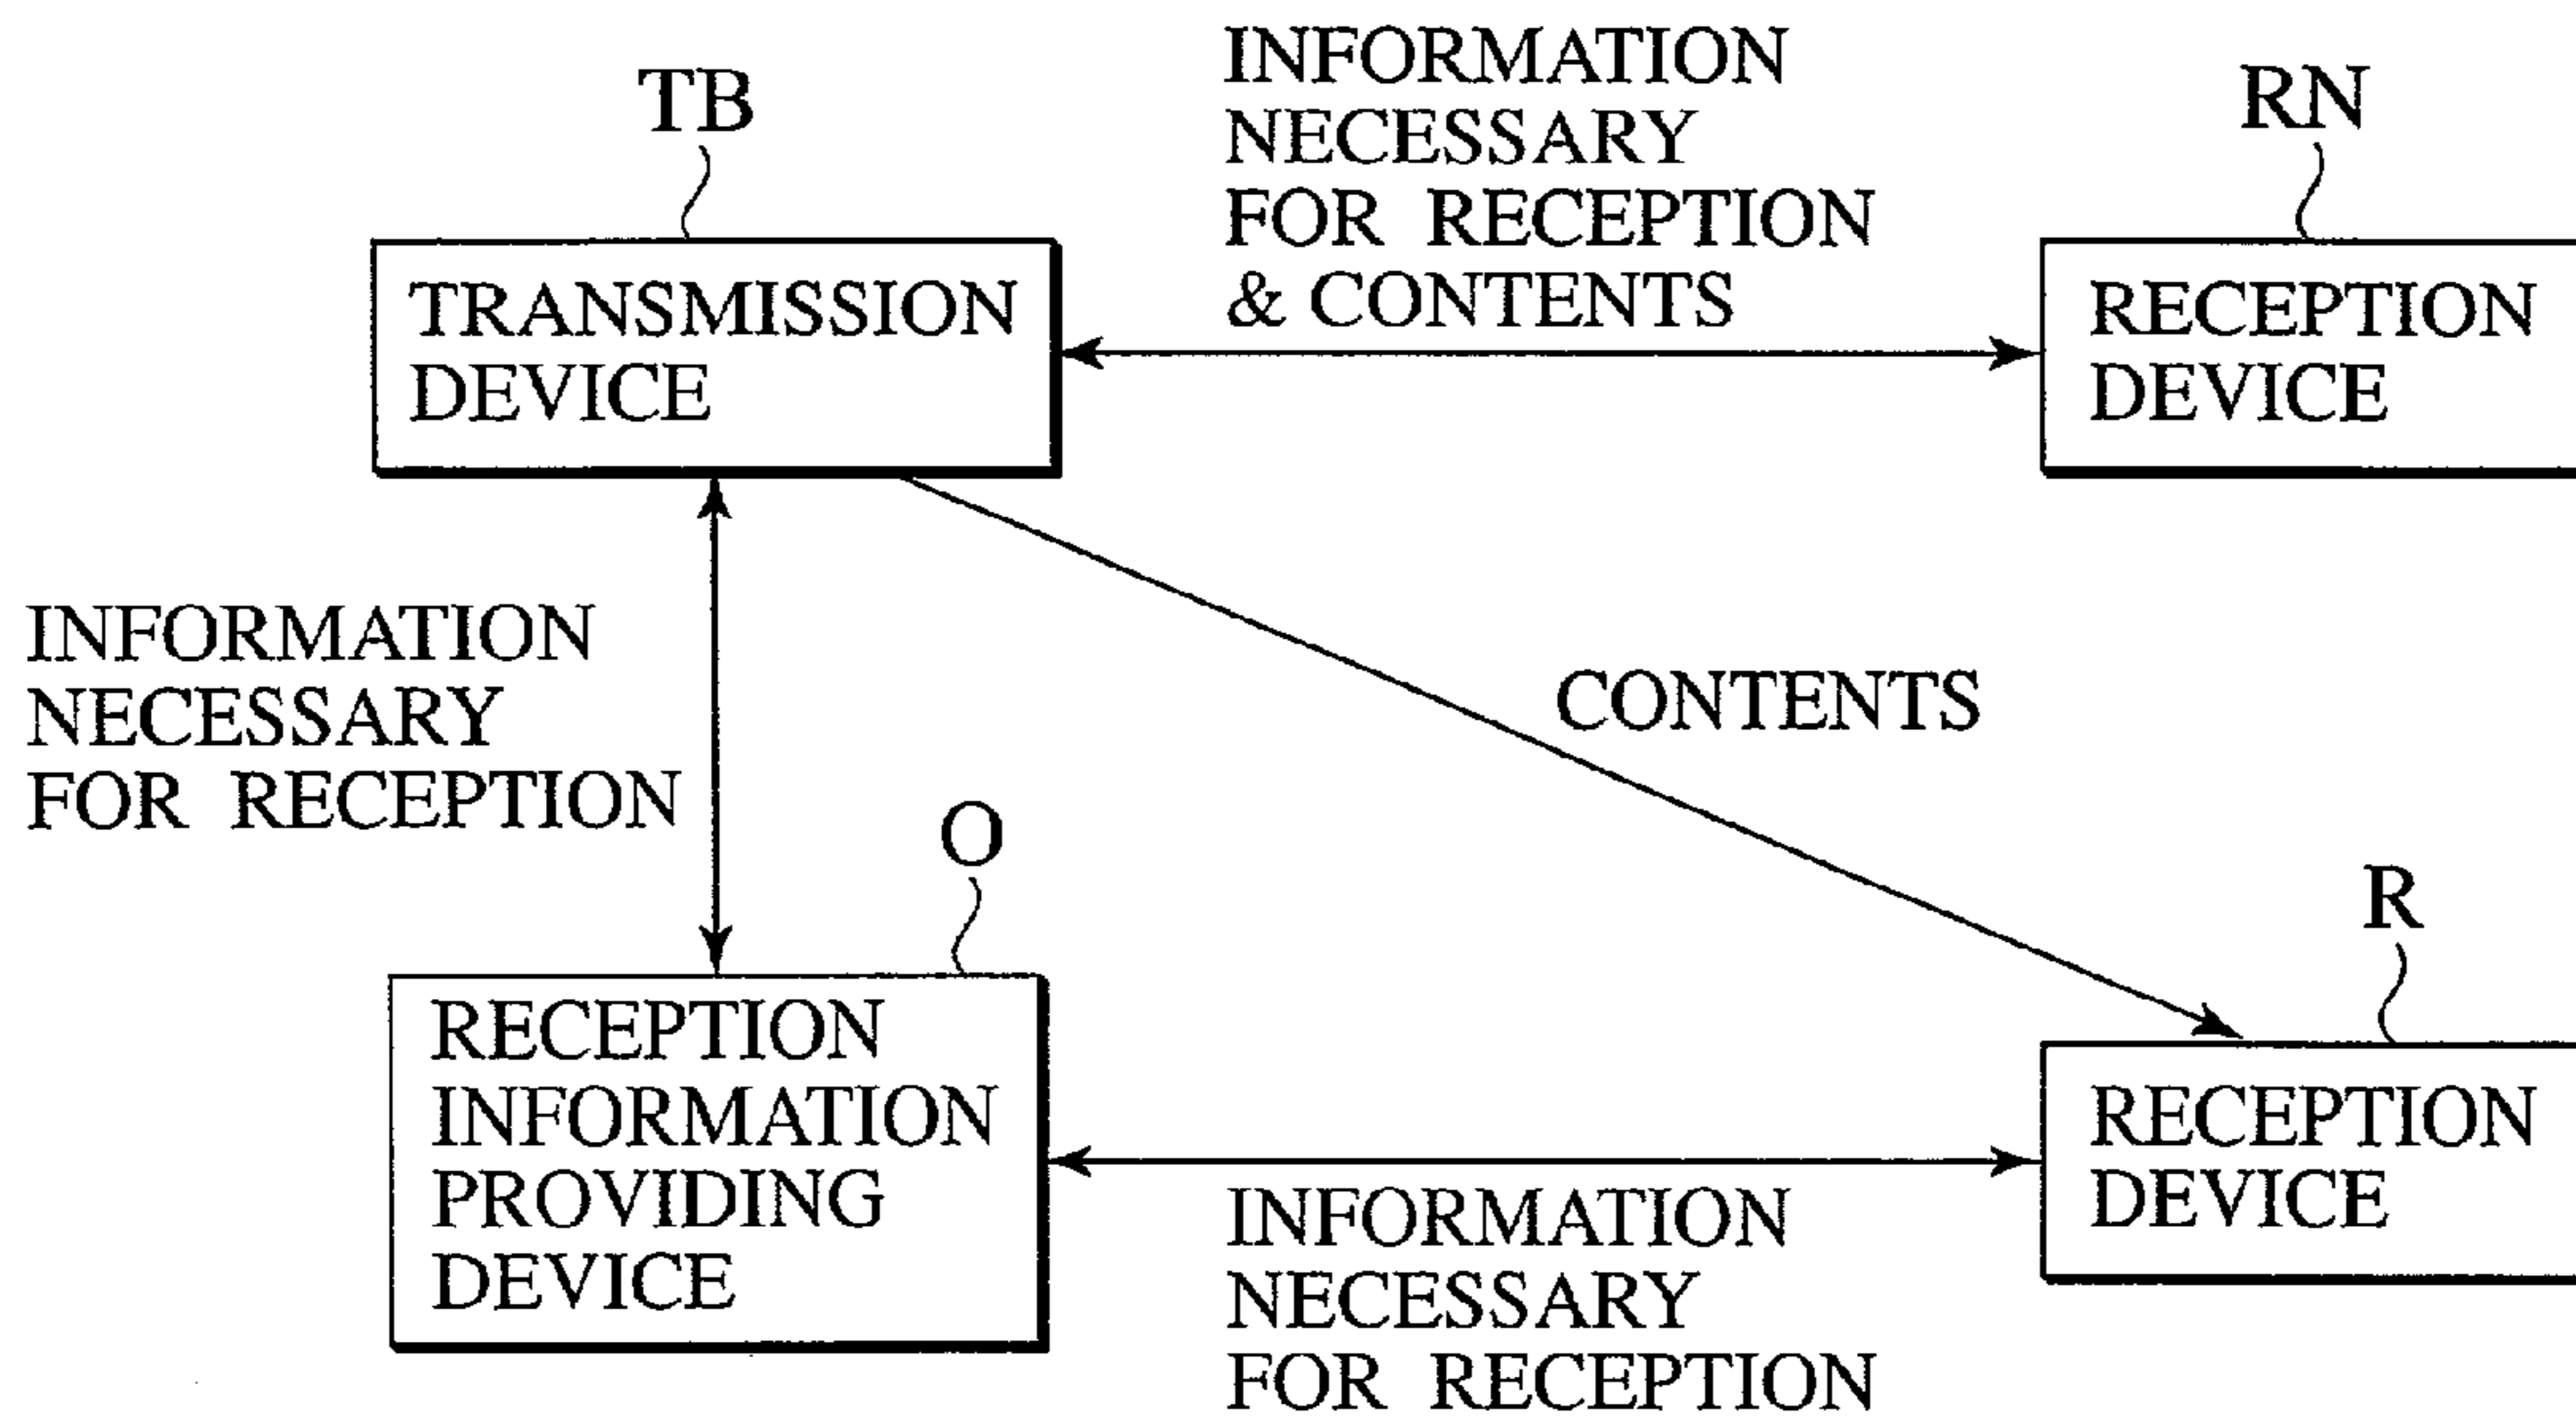 TB
TRANSMISSION
DEVICE
INFORMATION
NECESSARY
FOR RECEPTION
& CONTENTS
RN
RECEPTION
DEVICE
INFORMATION
NECESSARY
FOR RECEPTION
CONTENTS
O
RECEPTION
INFORMATION
PROVIDING
DEVICE
INFORMATION
NECESSARY
FOR RECEPTION
R
RECEPTION
DEVICE